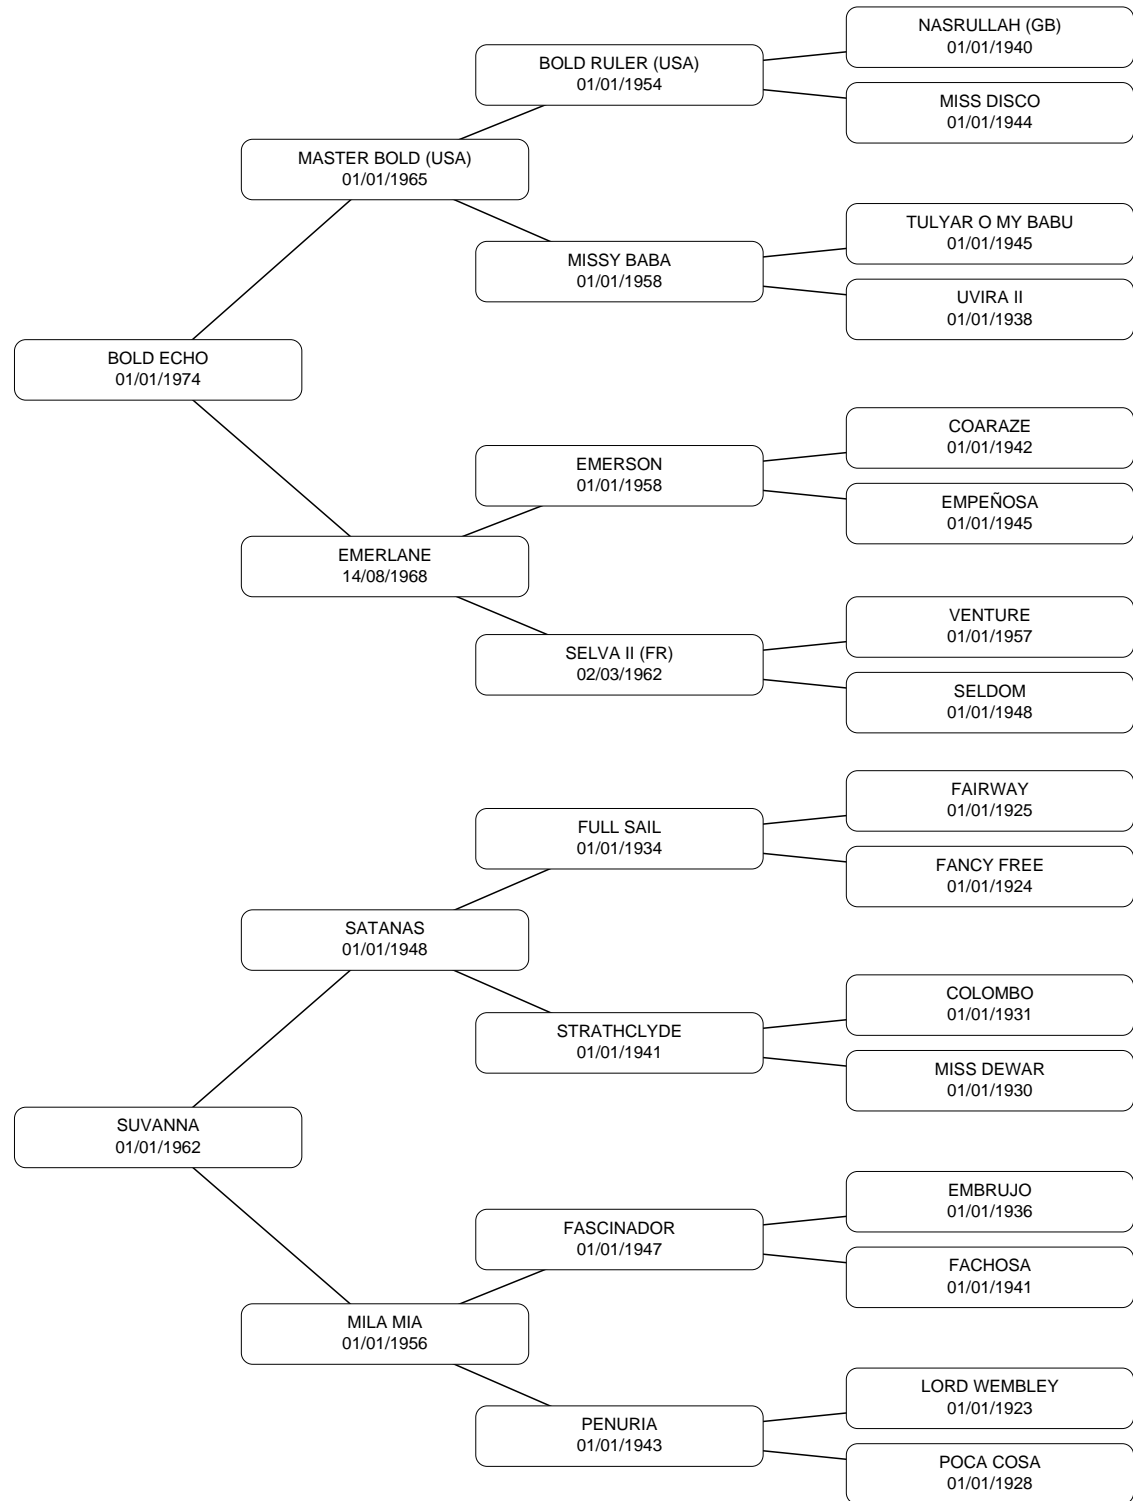 NASRULLAH (GB)
01/01/1940
BOLD RULER (USA)
01/01/1954
MISS DISCO
01/01/1944
MASTER BOLD (USA)
01/01/1965
TULYAR O MY BABU
01/01/1945
MISSY BABA
01/01/1958
UVIRA II
01/01/1938
BOLD ECHO
01/01/1974
COARAZE
01/01/1942
EMERSON
01/01/1958
EMPEÑOSA
01/01/1945
EMERLANE
14/08/1968
VENTURE
01/01/1957
SELVA II (FR)
02/03/1962
SELDOM
01/01/1948
FAIRWAY
01/01/1925
FULL SAIL
01/01/1934
FANCY FREE
01/01/1924
SATANAS
01/01/1948
COLOMBO
01/01/1931
STRATHCLYDE
01/01/1941
MISS DEWAR
01/01/1930
SUVANNA
01/01/1962
EMBRUJO
01/01/1936
FASCINADOR
01/01/1947
FACHOSA
01/01/1941
MILA MIA
01/01/1956
LORD WEMBLEY
01/01/1923
PENURIA
01/01/1943
POCA COSA
01/01/1928